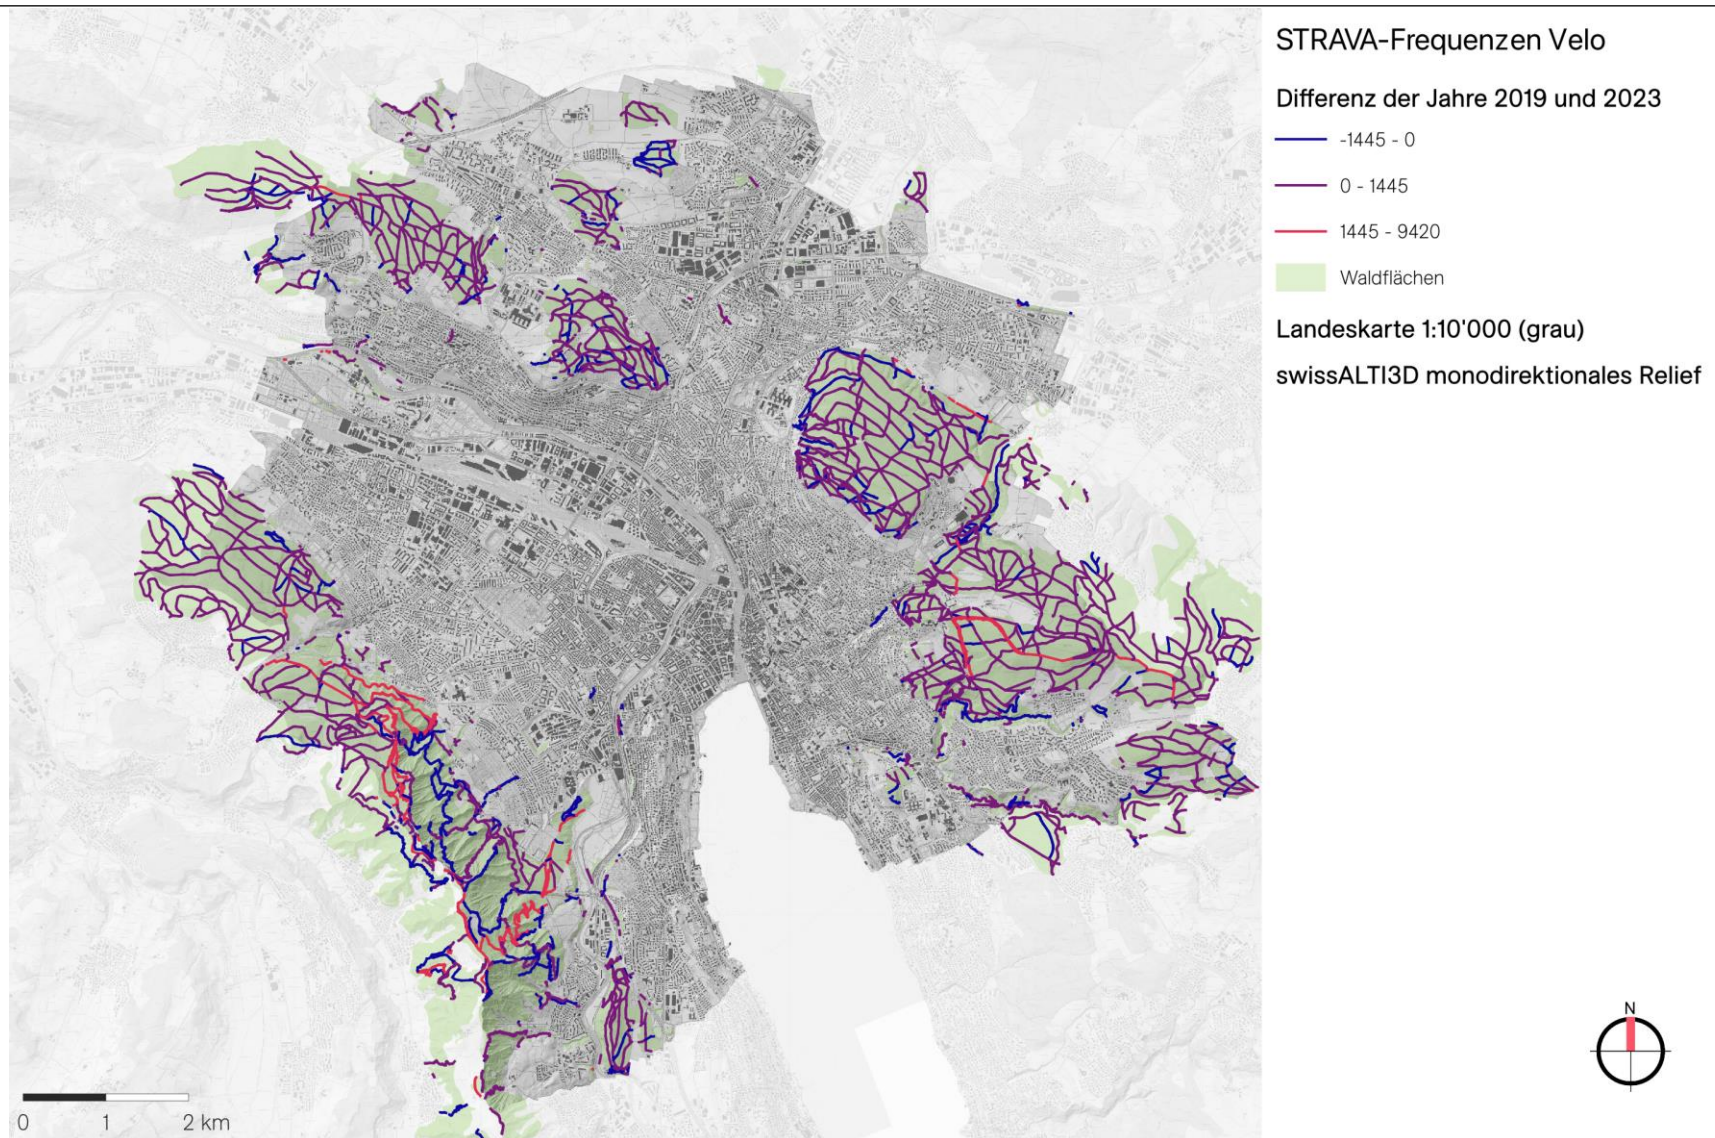 STRAVA-Frequenzen Velo
Differenz der Jahre 2019 und 2023
-1445 - 0
0 - 1445
1445 - 9420
Waldflächen
Landeskarte 1:10'000 (grau)
swissALTI3D monodirektionales Relief
N
0 1 2 km